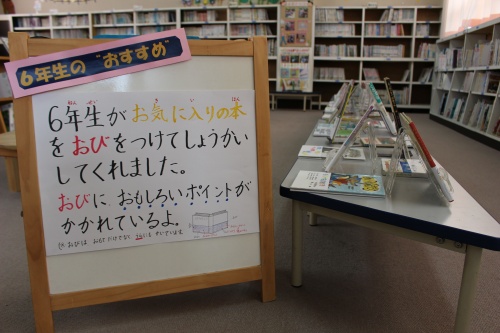 6年生の "おすすめ"
6年生がお気に入りの本
をおびをつけてしょうかい
してくれました。
おびに、おもしろいポイントが
かかれているよ。